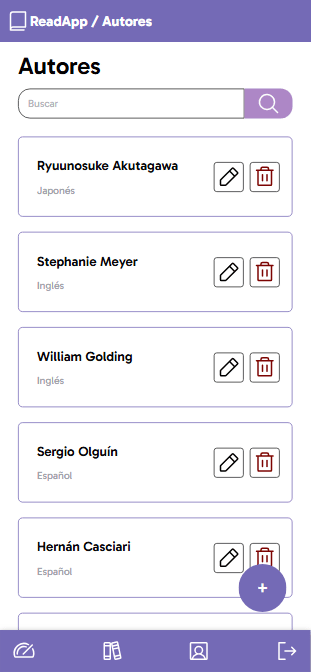 ReadApp / Autores
Autores
Buscar
Ryuunosuke Akutagawa
Japonés
Stephanie Meyer
Inglés
William Golding
Inglés
Sergio Olguín
Español
Hernán Casciari
Español
+